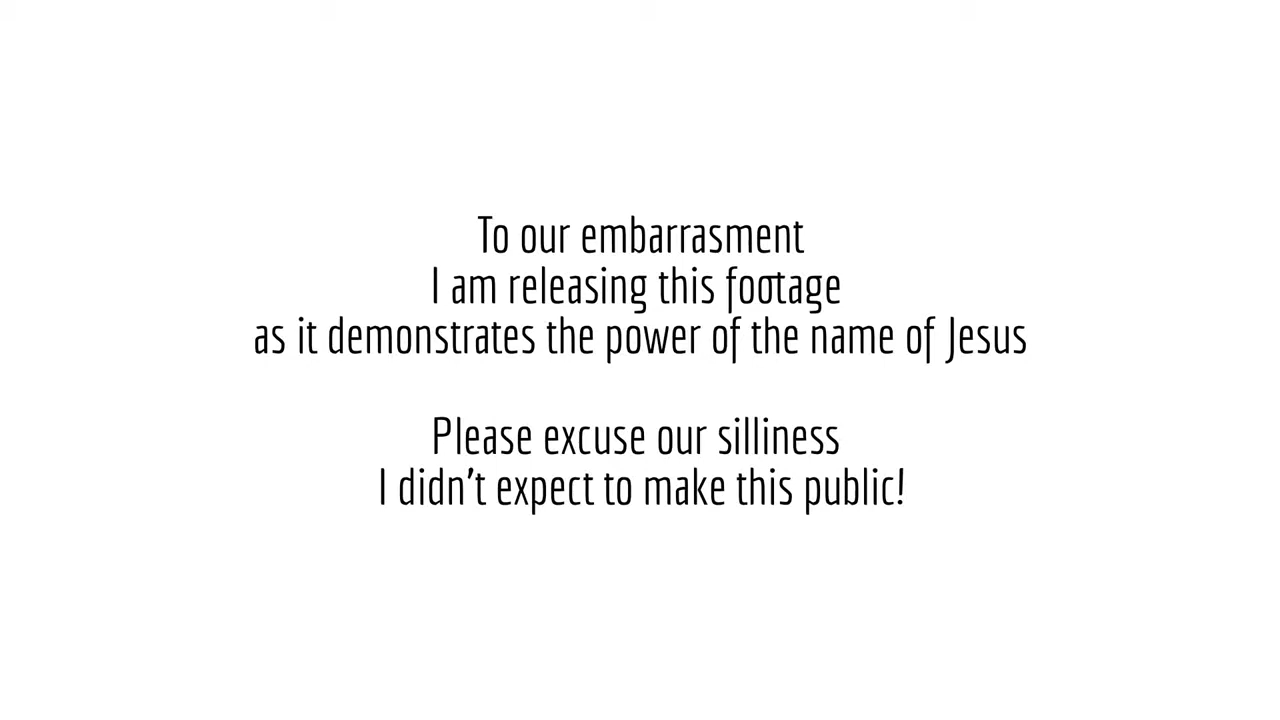 To our embarrasment
I am releasing this footage
as it demonstrates the power of the name of Jesus
Please excuse our silliness
I didn't expect to make this public!